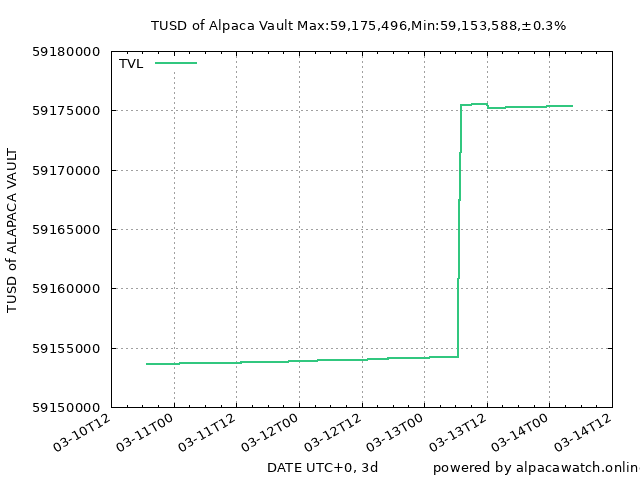 TUSD of Alpaca Vault Max:59,175,496,Min:59,153,588,±0.3%
TVL
59180000
59175000
59170000
59165000
59160000
59155000
59150000
TUSD of ALAPACA VAULT
03-10T12
03-11T00
03-11T12
03-12T00
03-12T12
03-13T00
03-13T12
03-14T00
03-14T12
DATE UTC+0, 3d
powered by alpacawatch.onlin